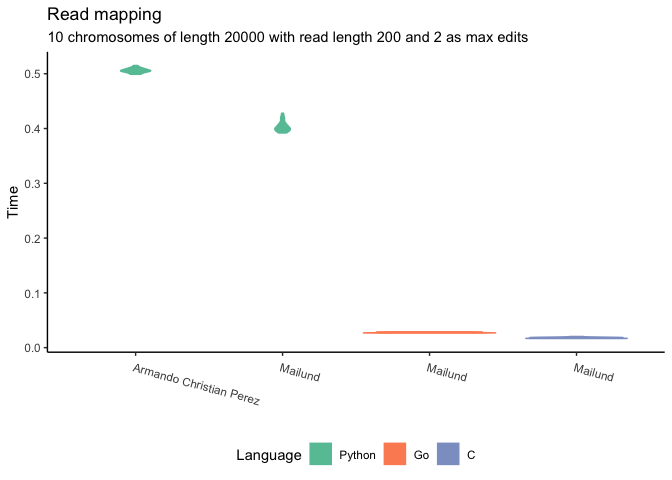 Read mapping
10 chromosomes of length 20000 with read length 200 and 2 as max edits
Time
0.5
0.4
0.3
0.2
0.1
0.0
Armando Christian Perez
Mailund
Mailund
Mailund
Language
Python
Go
C